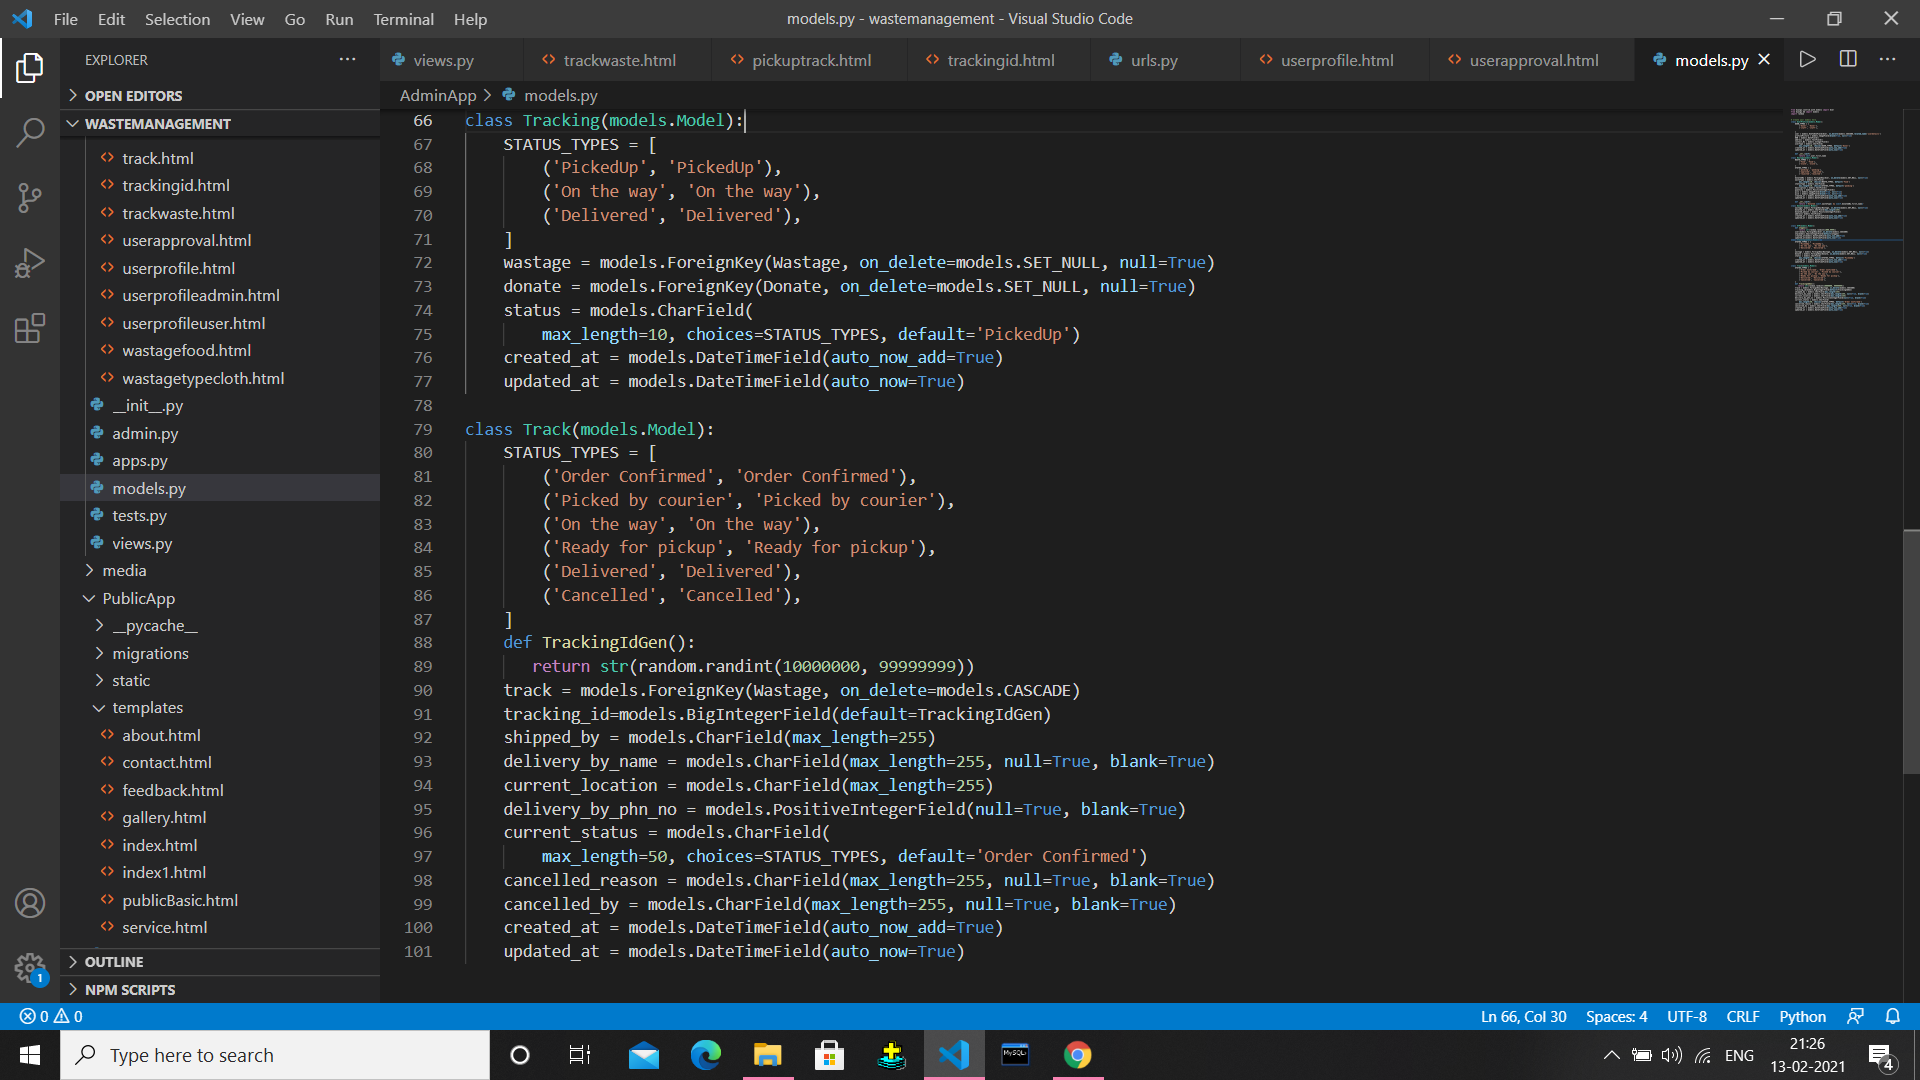 File Edit Selection View Go Run Terminal Help
models.py - wastemanagement - Visual Studio Code
EXPLORER
OPEN EDITORS
WASTEMANAGEMENT
track.html
trackingid.html
trackwaste.html
userapproval.html
userprofile.html
userprofileadmin.html
userprofileuser.html
wastagefood.html
wastagetypecloth.html
__init__.py
admin.py
apps.py
models.py
tests.py
views.py
media
PublicApp
__pycache__
migrations
static
templates
about.html
contact.html
feedback.html
gallery.html
index.html
index1.html
publicBasic.html
service.html
OUTLINE
NPM SCRIPTS
views.py trackwaste.html pickuptrack.html trackingid.html urls.py userprofile.html userapproval.html models.py
AdminApp > models.py
66 class Tracking(models.Model):
67 STATUS_TYPES = [
68 ('PickedUp', 'PickedUp'),
69 ('On the way', 'On the way'),
70 ('Delivered', 'Delivered'),
71 ]
72 wastage = models.ForeignKey(Wastage, on_delete=models.SET_NULL, null=True)
73 donate = models.ForeignKey(Donate, on_delete=models.SET_NULL, null=True)
74 status = models.CharField(
75 max_length=10, choices=STATUS_TYPES, default='PickedUp')
76 created_at = models.DateTimeField(auto_now_add=True)
77 updated_at = models.DateTimeField(auto_now=True)
78
79 class Track(models.Model):
80 STATUS_TYPES = [
81 ('Order Confirmed', 'Order Confirmed'),
82 ('Picked by courier', 'Picked by courier'),
83 ('On the way', 'On the way'),
84 ('Ready for pickup', 'Ready for pickup'),
85 ('Delivered', 'Delivered'),
86 ('Cancelled', 'Cancelled'),
87 ]
88 def TrackingIdGen():
89 return str(random.randint(10000000, 99999999))
90 track = models.ForeignKey(Wastage, on_delete=models.CASCADE)
91 tracking_id=models.BigIntegerField(default=TrackingIdGen)
92 shipped_by = models.CharField(max_length=255)
93 delivery_by_name = models.CharField(max_length=255, null=True, blank=True)
94 current_location = models.CharField(max_length=255)
95 delivery_by_phn_no = models.PositiveIntegerField(null=True, blank=True)
96 current_status = models.CharField(
97 max_length=50, choices=STATUS_TYPES, default='Order Confirmed')
98 cancelled_reason = models.CharField(max_length=255, null=True, blank=True)
99 cancelled_by = models.CharField(max_length=255, null=True, blank=True)
100 created_at = models.DateTimeField(auto_now_add=True)
101 updated_at = models.DateTimeField(auto_now=True)
1
0 0
Ln 66, Col 30 Spaces: 4 UTF-8 CRLF Python
Type here to search
ENG
21:26
13-02-2021
4